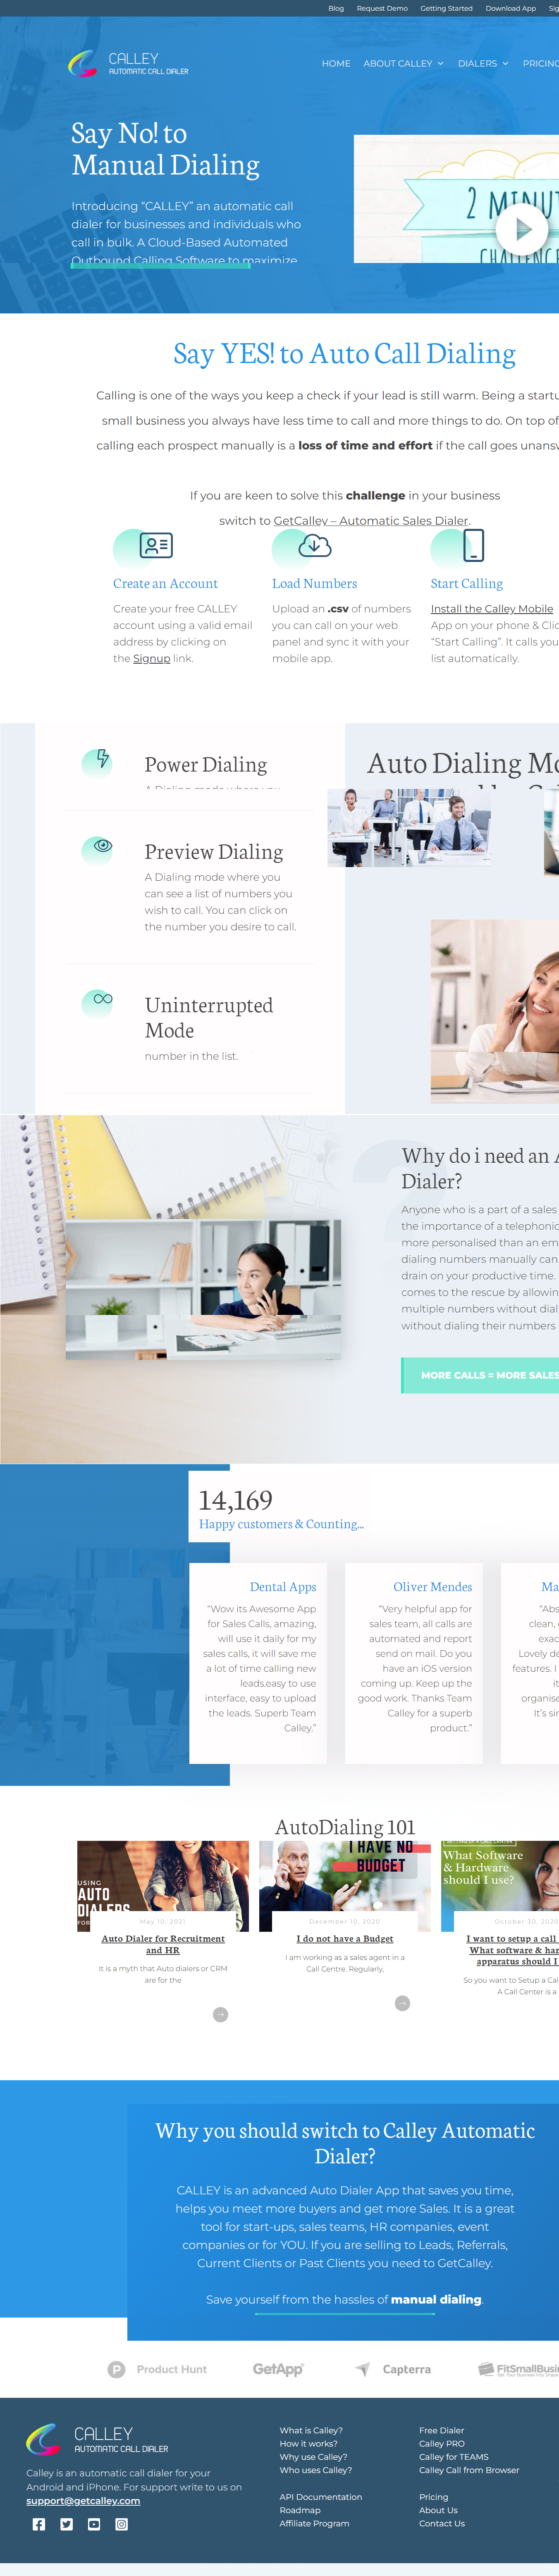 Blog Request Demo Getting Started Download App
CALLEY
AUTOMATIC CALL DIALER
HOME ABOUT CALLEY DIALERS PRICING
Say No! to
Manual Dialing
Introducing “CALLEY” an automatic call
dialer for businesses and individuals who
call in bulk. A Cloud-Based Automated
Outbound Calling Software to maximize
2 MINUT
CHALLENGE
Say YES! to Auto Call Dialing
Calling is one of the ways you keep a check if your lead is still warm. Being a startu
small business you always have less time to call and more things to do. On top of
calling each prospect manually is a loss of time and effort if the call goes unansw
If you are keen to solve this challenge in your business
switch to GetCalley – Automatic Sales Dialer.
Create an Account
Create your free CALLEY
account using a valid email
address by clicking on
the Signup link.
Load Numbers
Upload an .csv of numbers
you can call on your web
panel and sync it with your
mobile app.
Start Calling
Install the Calley Mobile
App on your phone & Clic
“Start Calling”. It calls you
list automatically.
Power Dialing
A Dialing mode where you
Preview Dialing
A Dialing mode where you
can see a list of numbers you
wish to call. You can click on
the number you desire to call.
Uninterrupted
Mode
number in the list.
Auto Dialing Mo
Why do i need an A
Dialer?
Anyone who is a part of a sales
the importance of a telephonic
more personalised than an em
dialing numbers manually can
drain on your productive time.
comes to the rescue by allowin
multiple numbers without dial
without dialing their numbers
MORE CALLS = MORE SALES
14,169
Happy customers & Counting...
Dental Apps
“Wow its Awesome App
for Sales Calls, amazing,
will use it daily for my
sales calls, it will save me
a lot of time calling new
leads.easy to use
interface, easy to upload
the leads. Superb Team
Calley.”
Oliver Mendes
“Very helpful app for
sales team, all calls are
automated and report
send on mail. Do you
have an iOS version
coming up. Keep up the
good work. Thanks Team
Calley for a superb
product.”
Ma
“Abs
clean,
exac
Lovely de
features. I
it
organise
It’s sin
AutoDialing 101
USING
AUTO
DIALERS
FOR
May 10, 2021
Auto Dialer for Recruitment
and HR
It is a myth that Auto dialers or CRM
are for the
I HAVE NO
BUDGET
December 10, 2020
I do not have a Budget
I am working as a sales agent in a
Call Centre. Regularly,
What Software
& Hardware
should I use?
October 30, 2020
I want to setup a call
What software & har
apparatus should I
So you want to Setup a Cal
A Call Center is a
Why you should switch to Calley Automatic
Dialer?
CALLEY is an advanced Auto Dialer App that saves you time,
helps you meet more buyers and get more Sales. It is a great
tool for start-ups, sales teams, HR companies, event
companies or for YOU. If you are selling to Leads, Referrals,
Current Clients or Past Clients you need to GetCalley.
Save yourself from the hassles of manual dialing.
Product Hunt GetApp Capterra FitSmallBusin
CALLEY
AUTOMATIC CALL DIALER
Calley is an automatic call dialer for your
Android and iPhone. For support write to us on
support@getcalley.com
What is Calley?
How it works?
Why use Calley?
Who uses Calley?
API Documentation
Roadmap
Affiliate Program
Free Dialer
Calley PRO
Calley for TEAMS
Calley Call from Browser
Pricing
About Us
Contact Us